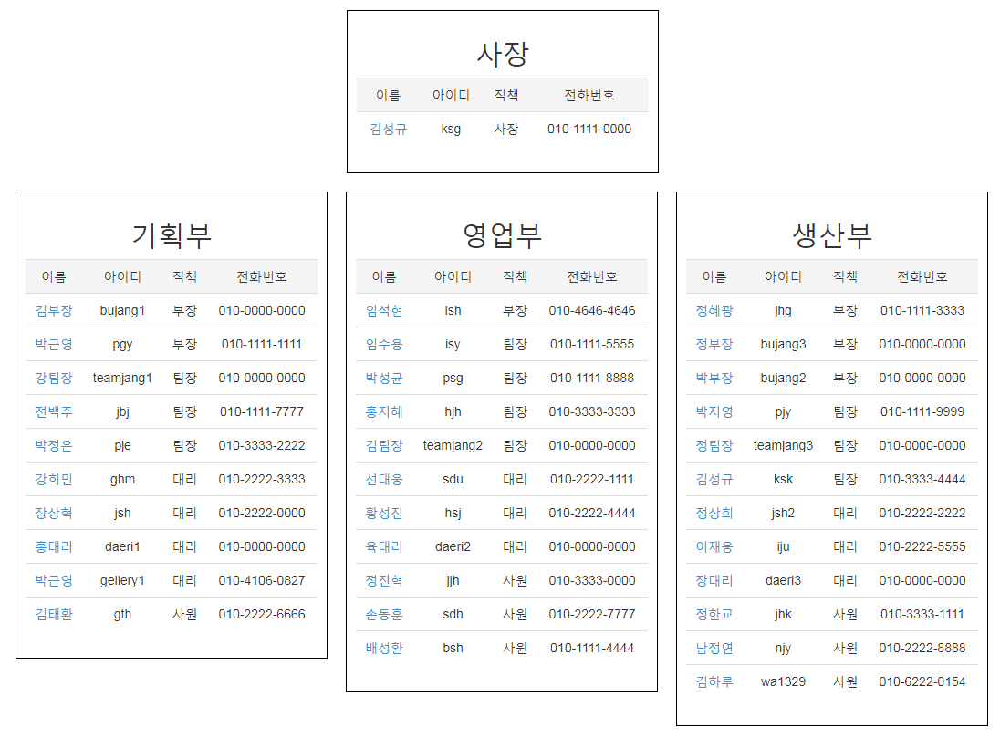 사장
이름 아이디 직책 전화번호
김성규 ksg 사장 010-1111-0000
기획부
이름 아이디 직책 전화번호
김부장 bujang1 부장 010-0000-0000
박근영 pgy 부장 010-1111-1111
강팀장 teamjang1 팀장 010-0000-0000
전백주 jbj 팀장 010-1111-7777
박정은 pje 팀장 010-3333-2222
강희민 ghm 대리 010-2222-3333
장상혁 jsh 대리 010-2222-0000
홍대리 daeri1 대리 010-0000-0000
박근영 gellery1 대리 010-4106-0827
김태환 gth 사원 010-2222-6666
영업부
이름 아이디 직책 전화번호
임석현 ish 부장 010-4646-4646
임수용 isy 팀장 010-1111-5555
박성균 psg 팀장 010-1111-8888
홍지혜 hjh 팀장 010-3333-3333
김팀장 teamjang2 팀장 010-0000-0000
선대웅 sdu 대리 010-2222-1111
황성진 hsj 대리 010-2222-4444
육대리 daeri2 대리 010-0000-0000
정진혁 jjh 사원 010-3333-0000
손동훈 sdh 사원 010-2222-7777
배성환 bsh 사원 010-1111-4444
생산부
이름 아이디 직책 전화번호
정혜광 jhg 부장 010-1111-3333
정부장 bujang3 부장 010-0000-0000
박부장 bujang2 부장 010-0000-0000
박지영 pjy 팀장 010-1111-9999
정팀장 teamjang3 팀장 010-0000-0000
김성규 ksk 팀장 010-3333-4444
정상희 jsh2 대리 010-2222-2222
이재웅 iju 대리 010-2222-5555
장대리 daeri3 대리 010-0000-0000
정한교 jhk 사원 010-3333-1111
남정연 njy 사원 010-2222-8888
김하루 wa1329 사원 010-6222-0154